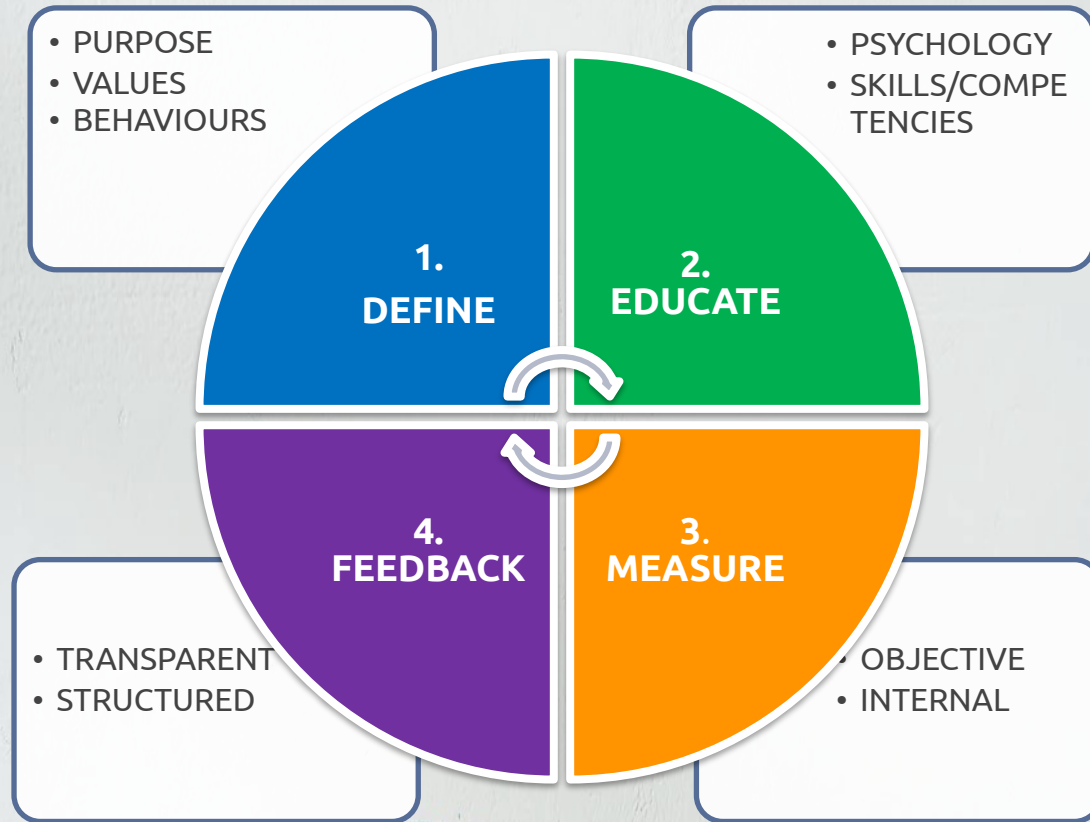 • PURPOSE
• VALUES
• BEHAVIOURS
• PSYCHOLOGY
• SKILLS/COMPE
TENCIES
1.
DEFINE
2.
EDUCATE
4.
FEEDBACK
3.
MEASURE
• TRANSPARENT
• STRUCTURED
• OBJECTIVE
• INTERNAL